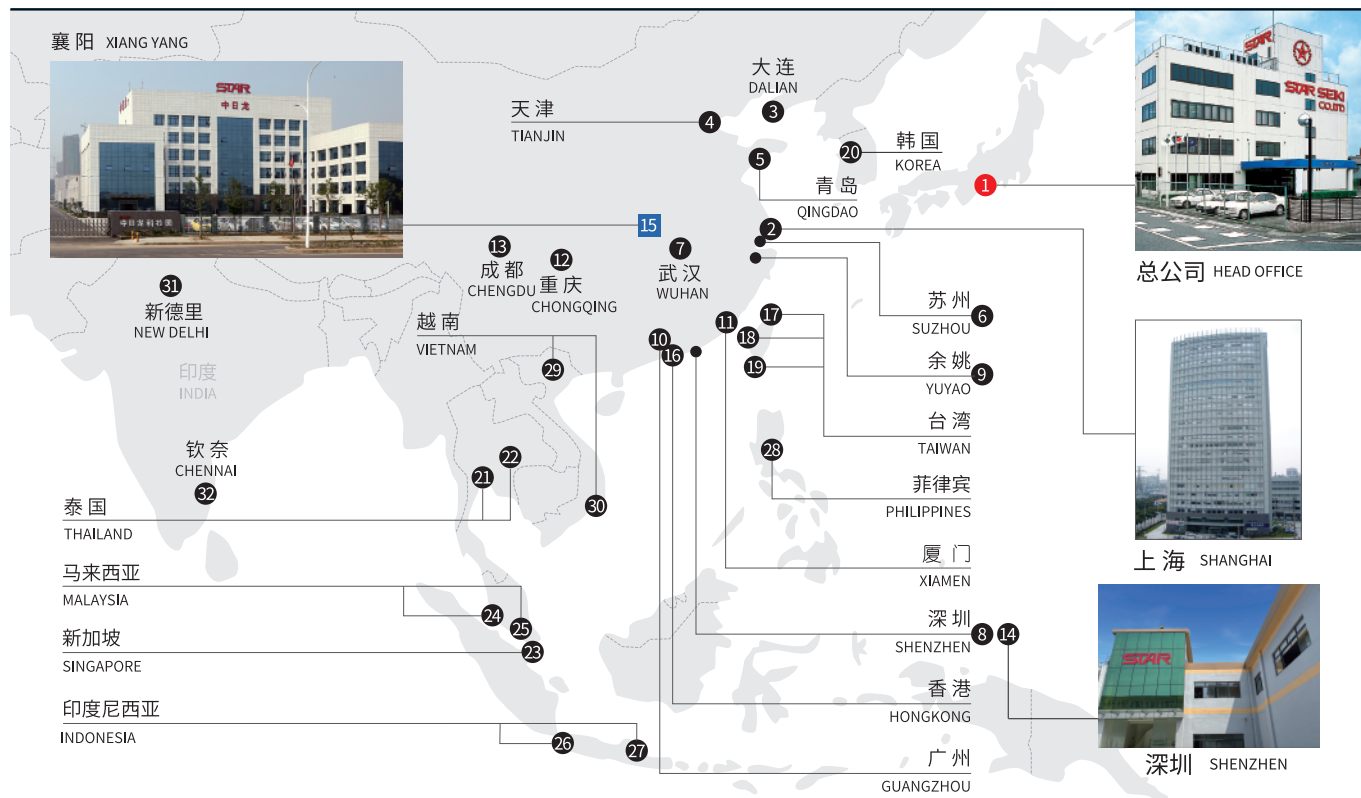 襄阳 XIANG YANG
STAR
中日龙
中日龙科技园
大连
DALIAN
3
天津
TIANJIN
4
5
青岛
QINGDAO
20
韩国
KOREA
1
STAR
STAR SEIKI
CO.,LTD
总公司 HEAD OFFICE
15
2
7
武汉
WUHAN
13
成都
CHENGDU
12
重庆
CHONGQING
31
新德里
NEW DELHI
印度
INDIA
越南
VIETNAM
29
30
10
16
11
17
18
19
苏州
SUZHOU
6
余姚
YUYAO
9
台湾
TAIWAN
28
菲律宾
PHILIPPINES
钦奈
CHENNAI
32
21
22
泰国
THAILAND
马来西亚
MALAYSIA
24
25
新加坡
SINGAPORE
23
印度尼西亚
INDONESIA
26
27
厦门
XIAMEN
深圳
SHENZHEN
8
14
香港
HONGKONG
广州
GUANGZHOU
上海 SHANGHAI
STAR
深圳 SHENZHEN